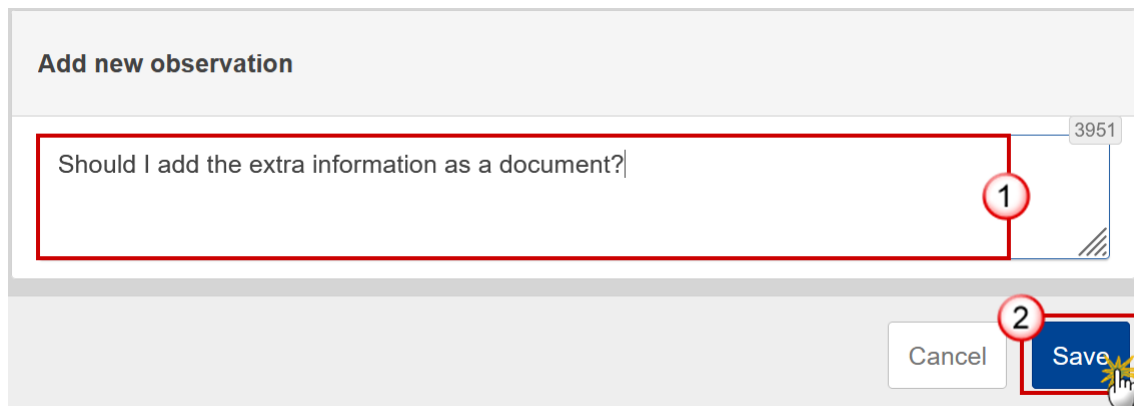 Add new observation
3951
Should I add the extra information as a document?
1
2
Cancel
Save